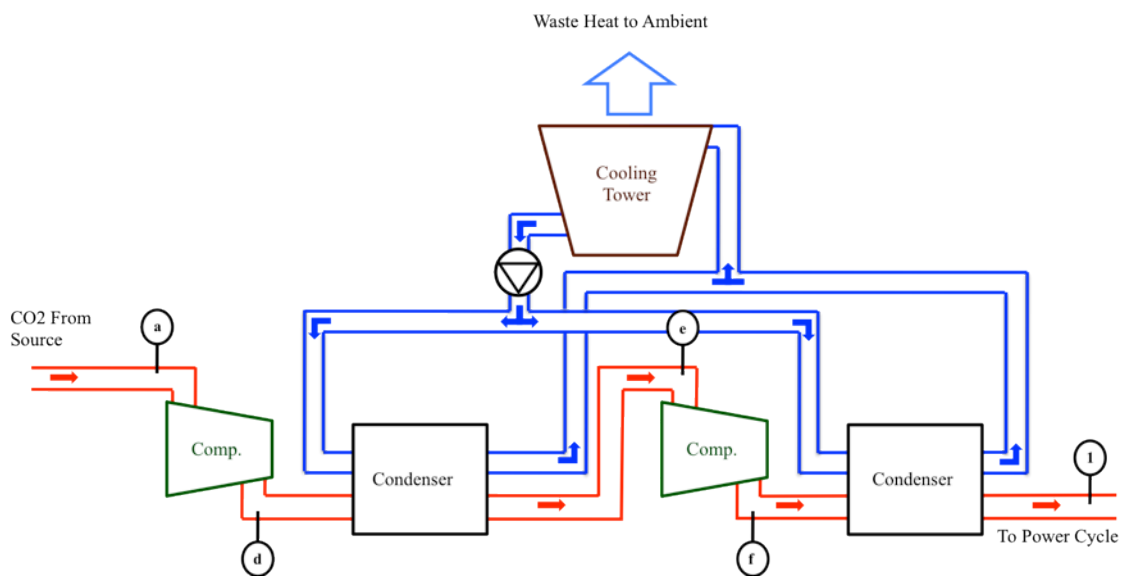 Waste Heat to Ambient
Cooling
Tower
CO2 From
Source
a
e
Comp.
Condenser
Comp.
Condenser
1
d
f
To Power Cycle